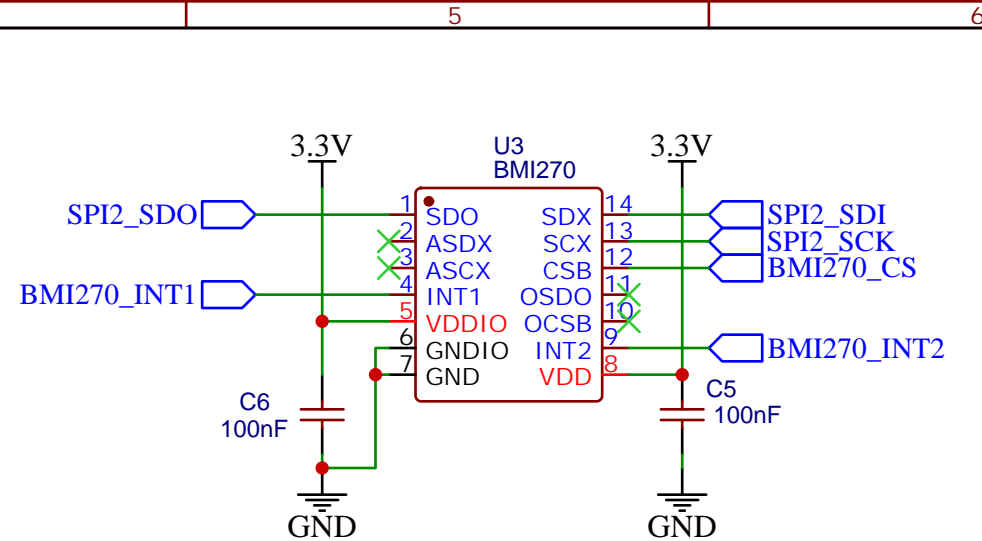 5
6
3.3V
U3
BMI270
3.3V
SPI2_SDO
1
SDO
SDX
14
SPI2_SDI
2
ASDX
SCX
13
SPI2_SCK
3
ASCX
CSB
12
BMI270_CS
BMI270_INT1
4
INT1
OSDO
11
5
VDDIO
OCSB
10
6
GNDIO
INT2
9
BMI270_INT2
7
GND
VDD
8
C6
100nF
C5
100nF
GND
GND